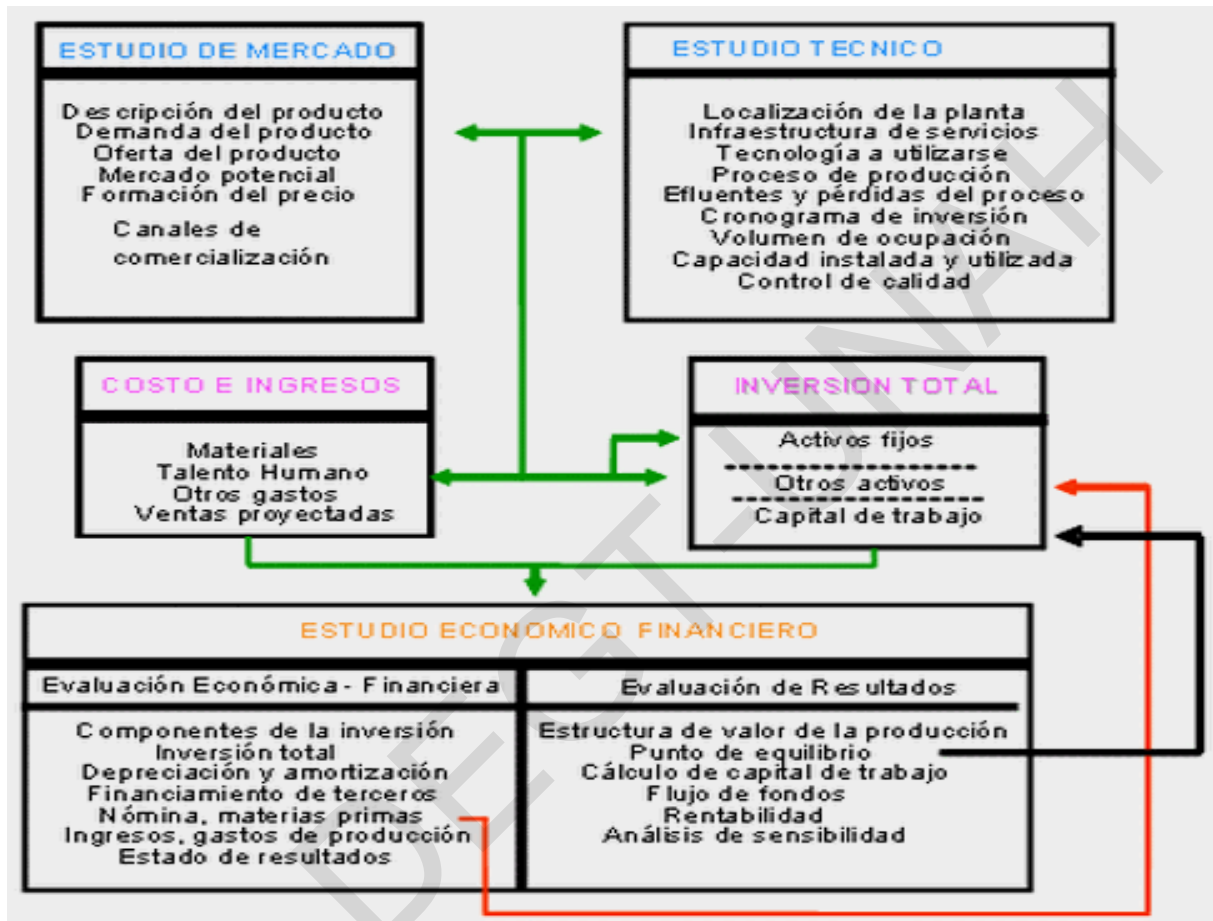 ESTUDIO DE MERCADO
Descripción del producto
Demanda del producto
Oferta del producto
Mercado potencial
Formación del precio
Canales de
comercialización
ESTUDIO TECNICO
Localización de la planta
Infraestructura de servicios
Tecnología a utilizarse
Proceso de producción
Efluentes y pérdidas del proceso
Cronograma de inversión
Volumen de ocupación
Capacidad instalada y utilizada
Control de calidad
COSTO E INGRESOS
Materiales
Talento Humano
Otros gastos
Ventas proyectadas
INVERSION TOTAL
Activos fijos
Otros activos
Capital de trabajo
ESTUDIO ECONOMICO FINANCIERO
Evaluación Económica - Financiera
Componentes de la inversión
Inversión total
Depreciación y amortización
Financiamiento de terceros
Nómina, materias primas
Ingresos, gastos de producción
Estado de resultados
Evaluación de Resultados
Estructura de valor de la producción
Punto de equilibrio
Cálculo de capital de trabajo
Flujo de fondos
Rentabilidad
Análisis de sensibilidad
DEGT-UNAH